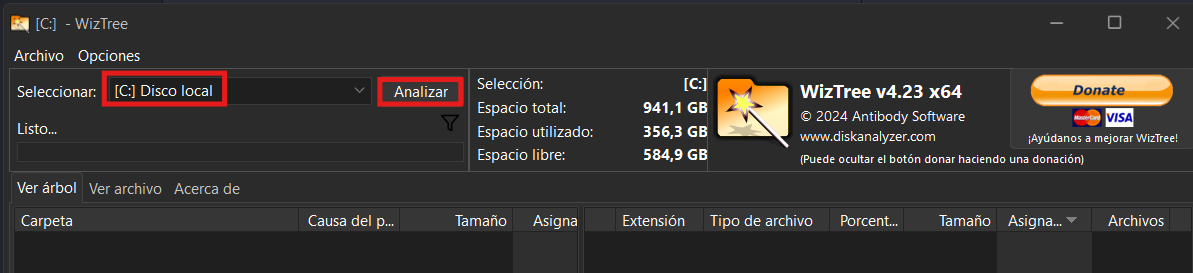 [C:] - WizTree
Archivo Opciones
Seleccionar: [C:] Disco local Analizar
Listo...
Selección: [C:]
Espacio total: 941,1 GB
Espacio utilizado: 356,3 GB
Espacio libre: 584,9 GB
WizTree v4.23 x64
© 2024 Antibody Software
www.diskanalyzer.com
(Puede ocultar el botón donar haciendo una donación)
Donate
MasterCard VISA
¡Ayúdanos a mejorar WizTree!
Ver árbol Ver archivo Acerca de
Carpeta Causa del p... Tamaño Asigna
Extensión Tipo de archivo Porcent... Tamaño Asigna... Archivos